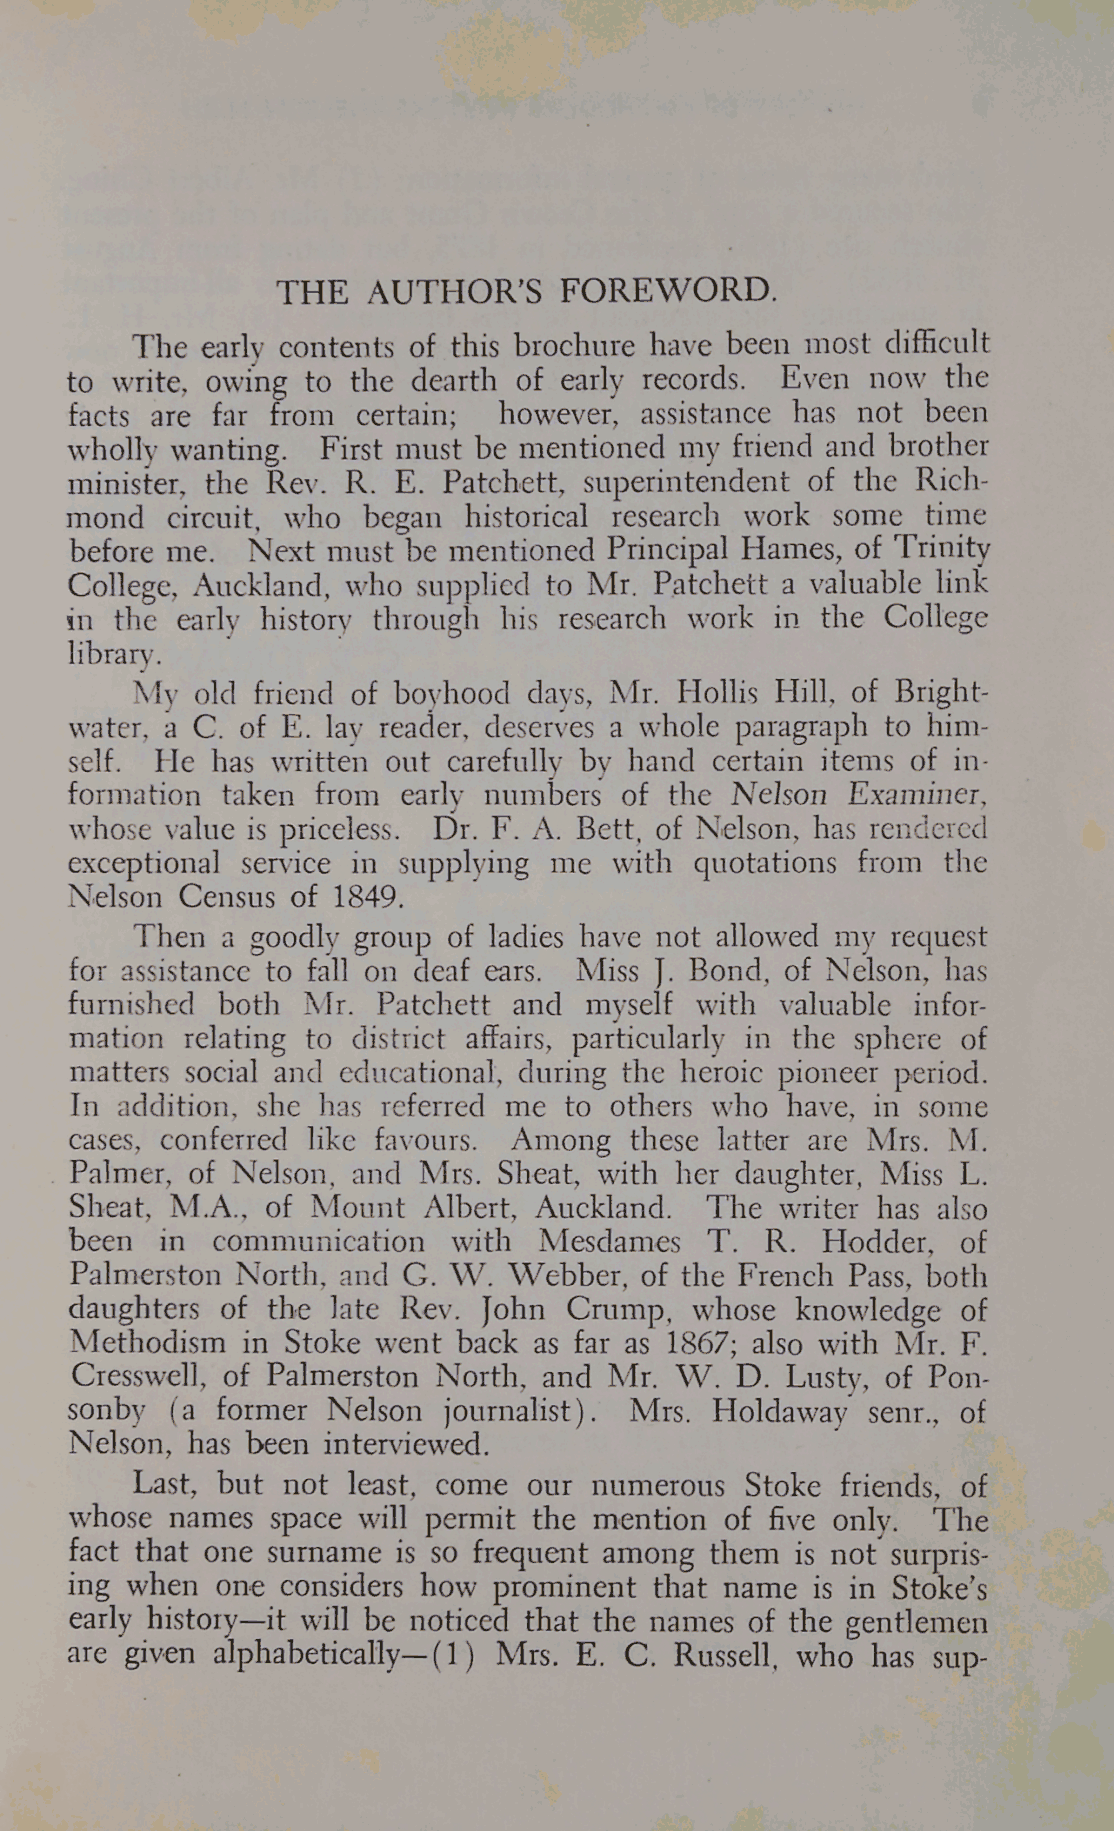 THE AUTHOR'S FOREWORD.
The early contents of this brochure have been most difficult
to write, owing to the dearth of early records. Even now the
facts are far from certain; however, assistance has not been
wholly wanting. First must be mentioned my friend and brother
minister, the Rev. R. E. Patchett, superintendent of the Rich-
mond circuit, who began historical research work some time
before me. Next must be mentioned Principal Hames, of Trinity
College, Auckland, who supplied to Mr. Patchett a valuable link
in the early history through his research work in the College
library.
My old friend of boyhood days, Mr. Hollis Hill, of Bright-
water, a C. of E. lay reader, deserves a whole paragraph to him-
self. He has written out carefully by hand certain items of in-
formation taken from early numbers of the Nelson Examiner,
whose value is priceless. Dr. F. A. Bett, of Nelson, has rendered
exceptional service in supplying me with quotations from the
Nelson Census of 1849.
Then a goodly group of ladies have not allowed my request
for assistance to fall on deaf ears. Miss J. Bond, of Nelson, has
furnished both Mr. Patchett and myself with valuable infor-
mation relating to district affairs, particularly in the sphere of
matters social and educational, during the heroic pioneer period.
In addition, she has referred me to others who have, in some
cases, conferred like favours. Among these latter are Mrs. M.
Palmer, of Nelson, and Mrs. Sheat, with her daughter, Miss L.
Sheat, M.A., of Mount Albert, Auckland. The writer has also
been in communication with Mesdames T. R. Hodder, of
Palmerston North, and G. W. Webber, of the French Pass, both
daughters of the late Rev. John Crump, whose knowledge of
Methodism in Stoke went back as far as 1867; also with Mr. F.
Cresswell, of Palmerston North, and Mr. W. D. Lusty, of Pon-
sonby (a former Nelson journalist). Mrs. Holdaway senr., of
Nelson, has been interviewed.
Last, but not least, come our numerous Stoke friends, of
whose names space will permit the mention of five only. The
fact that one surname is so frequent among them is not surpris-
ing when one considers how prominent that name is in Stoke's
early history—it will be noticed that the names of the gentlemen
are given alphabetically—(1) Mrs. E. C. Russell, who has sup-